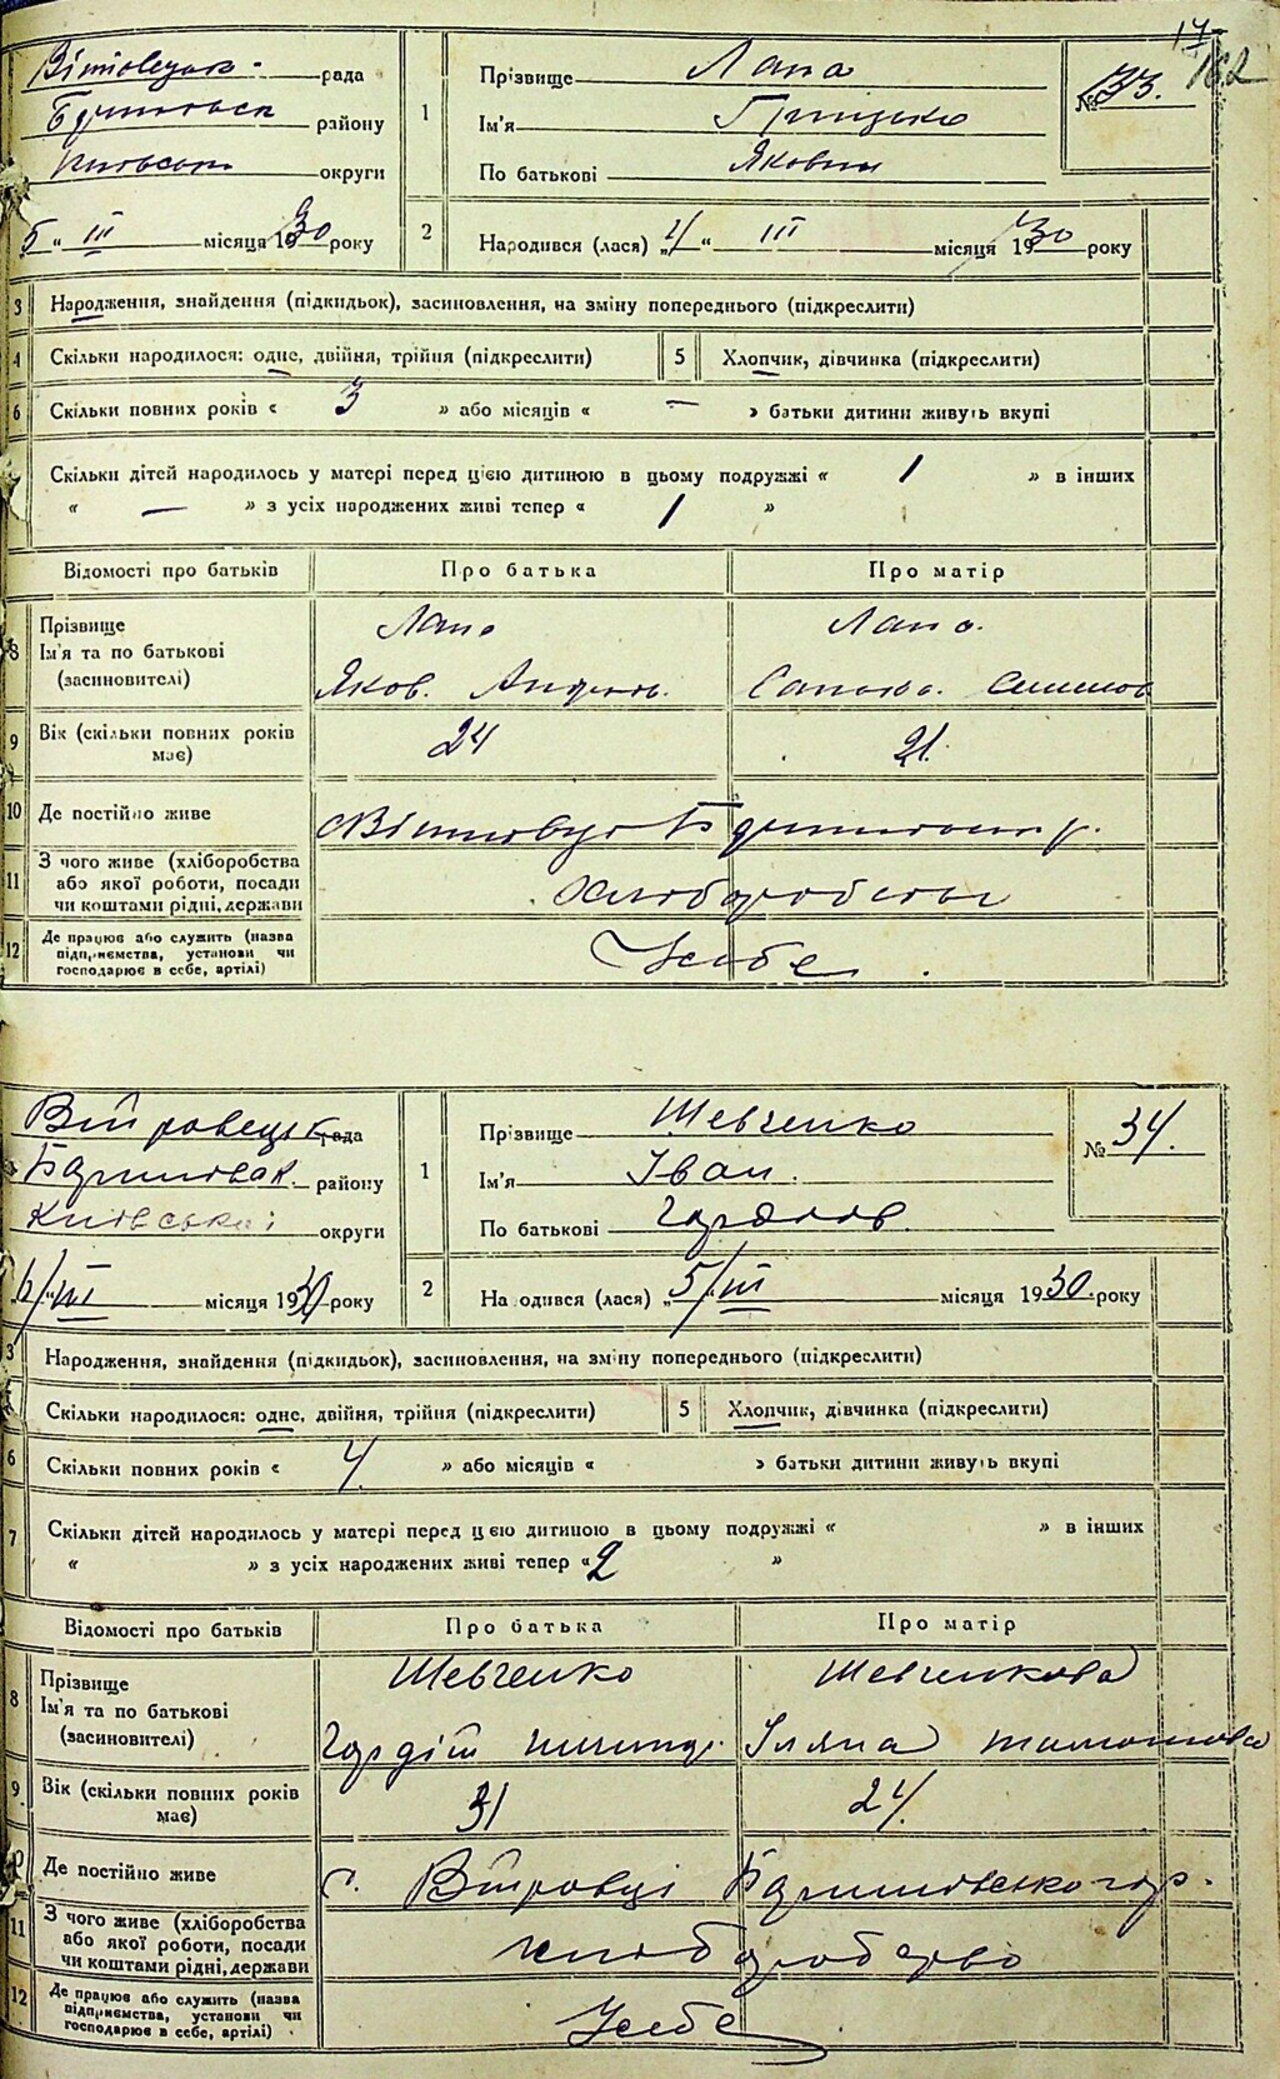 17
162
рада
району
округи
1
Прізвище Лапа
Ім'я Грицько
По батькові Якович
№ 33.
5 " III місяця 1930 року
2
Народився (лася) „4" III місяця 1930 року
3 Народження, знайдення (підкидьок), засиновлення, на зміну попереднього (підкреслити)
4 Скільки народилося: одне, двійня, трійня (підкреслити) 5 Хлопчик, дівчинка (підкреслити)
6 Скільки повних років « 3 » або місяців « — » батьки дитини живуть вкупі
Скільки дітей народилось у матері перед цією дитиною в цьому подружжі « 1 » в інших
« — » з усіх народжених живі тепер « 1 »
Відомості про батьків Про батька Про матір
8 Прізвище Лапа Лапа.
Ім'я та по батькові
(засиновителі) Яков.
9 Вік (скільки повних років має) 24 21.
10 Де постійно живе
11 З чого живе (хліборобства або якої роботи, посади чи коштами рідні, держави
12 Де працює або служить (назва підприємства, установи чи господарює в себе, артілі) У себе.
рада
району
Київської округи
1
Прізвище Шевченко
Ім'я Іван.
По батькові
№ 34.
6/III місяця 1930 року
2
Народився (лася) „5/III місяця 1930 року
3 Народження, знайдення (підкидьок), засиновлення, на зміну попереднього (підкреслити)
Скільки народилося: одне, двійня, трійня (підкреслити) 5 Хлопчик, дівчинка (підкреслити)
6 Скільки повних років « 4. » або місяців « » батьки дитини живуть вкупі
7 Скільки дітей народилось у матері перед цією дитиною в цьому подружжі « » в інших
« » з усіх народжених живі тепер « 2 »
Відомості про батьків Про батька Про матір
8 Прізвище Шевченко Шевченкова
Ім'я та по батькові
(засиновителі) Гордій
9 Вік (скільки повних років має) 31 24.
Де постійно живе с. Вітровці
11 З чого живе (хліборобства або якої роботи, посади чи коштами рідні, держави хліборобство
12 Де працює або служить (назва підприємства, установи чи господарює в себе, артілі) У себе